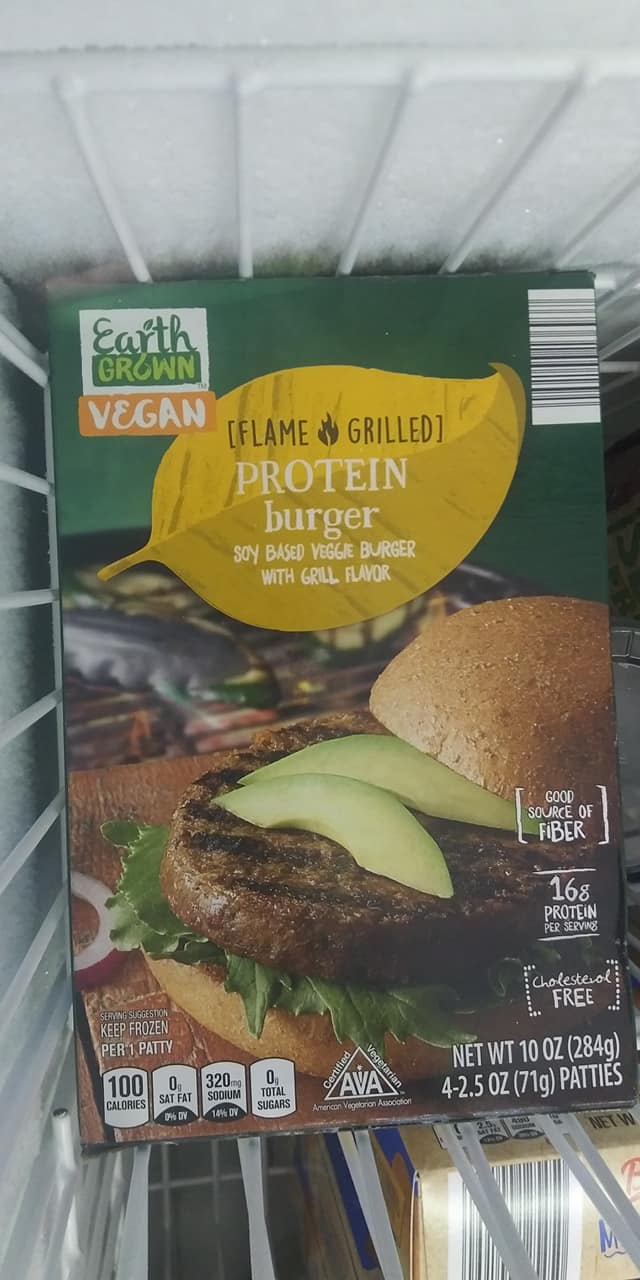 Earth
GROWN
TM
VEGAN
[FLAME GRILLED]
PROTEIN
burger
SOY BASED VEGGIE BURGER
WITH GRILL FLAVOR
GOOD
SOURCE OF
FIBER
16g
PROTEIN
PER SERVING
Cholesterol
FREE
SERVING SUGGESTION
KEEP FROZEN
PER 1 PATTY
100
CALORIES
0g
SAT FAT
0% DV
320mg
SODIUM
14% DV
0g
TOTAL
SUGARS
Certified Vegetarian
AVA
American Vegetarian Association
NET WT 10 OZ (284g)
4-2.5 OZ (71g) PATTIES
NET W